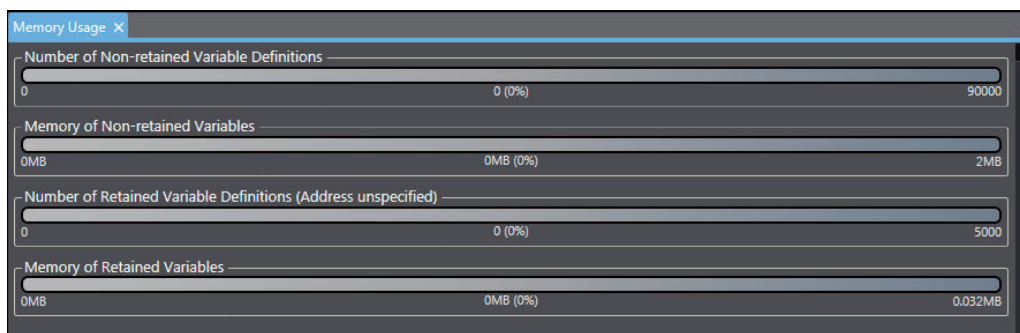 Memory Usage ×
Number of Non-retained Variable Definitions
0 0 (0%) 90000
Memory of Non-retained Variables
0MB 0MB (0%) 2MB
Number of Retained Variable Definitions (Address unspecified)
0 0 (0%) 5000
Memory of Retained Variables
0MB 0MB (0%) 0.032MB